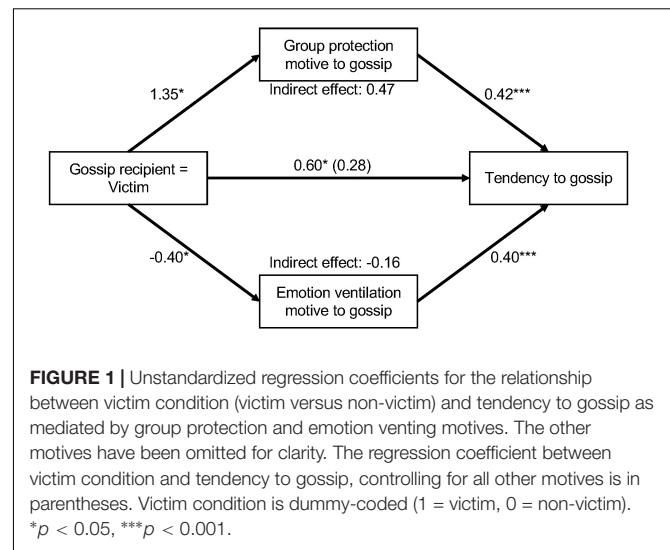 Group protection
motive to gossip
Indirect effect: 0.47
1.35*
0.42***
Gossip recipient =
Victim
0.60* (0.28)
Tendency to gossip
-0.40*
Indirect effect: -0.16
0.40***
Emotion ventilation
motive to gossip
FIGURE 1 | Unstandardized regression coefficients for the relationship
between victim condition (victim versus non-victim) and tendency to gossip as
mediated by group protection and emotion venting motives. The other
motives have been omitted for clarity. The regression coefficient between
victim condition and tendency to gossip, controlling for all other motives is in
parentheses. Victim condition is dummy-coded (1 = victim, 0 = non-victim).
*p < 0.05, ***p < 0.001.